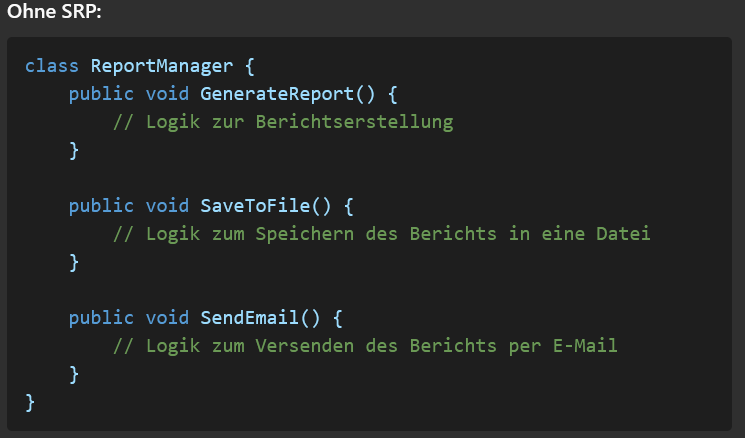 Ohne SRP:
class ReportManager {
    public void GenerateReport() {
        // Logik zur Berichtserstellung
    }

    public void SaveToFile() {
        // Logik zum Speichern des Berichts in eine Datei
    }

    public void SendEmail() {
        // Logik zum Versenden des Berichts per E-Mail
    }
}